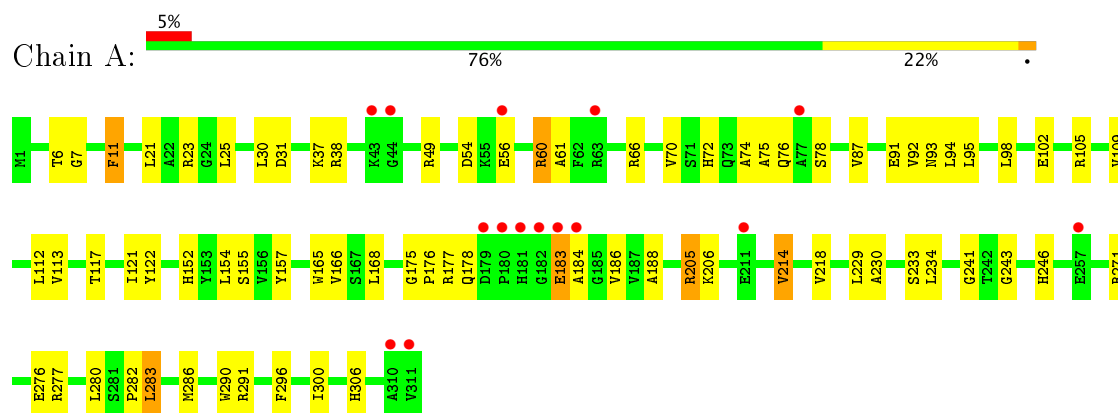 5%
Chain A:
76% 22% •
M1 T6 G7 F11 L21 A22 R23 G24 L25 L30 D31 K37 R38 K43 G44 R49 D54 K55 E56 R60 A61 F62 R63 R66 V70 S71 H72 Q73 A74 A75 Q76 A77 S78 V87 E91 V92 N93 L94 L95 L98 E102 R105 V109
L112 V113 T117 I121 Y122 H152 Y153 L154 S155 V156 Y157 W165 V166 S167 L168 G175 P176 R177 Q178 D179 P180 H181 G182 E183 A184 G185 V186 V187 A188 R205 K206 E211 V214 V218 L229 A230 S233 L234 G241 T242 G243 H246 E257
E276 R277 L280 S281 P282 L283 M286 W290 R291 F296 I300 H306 A310 V311